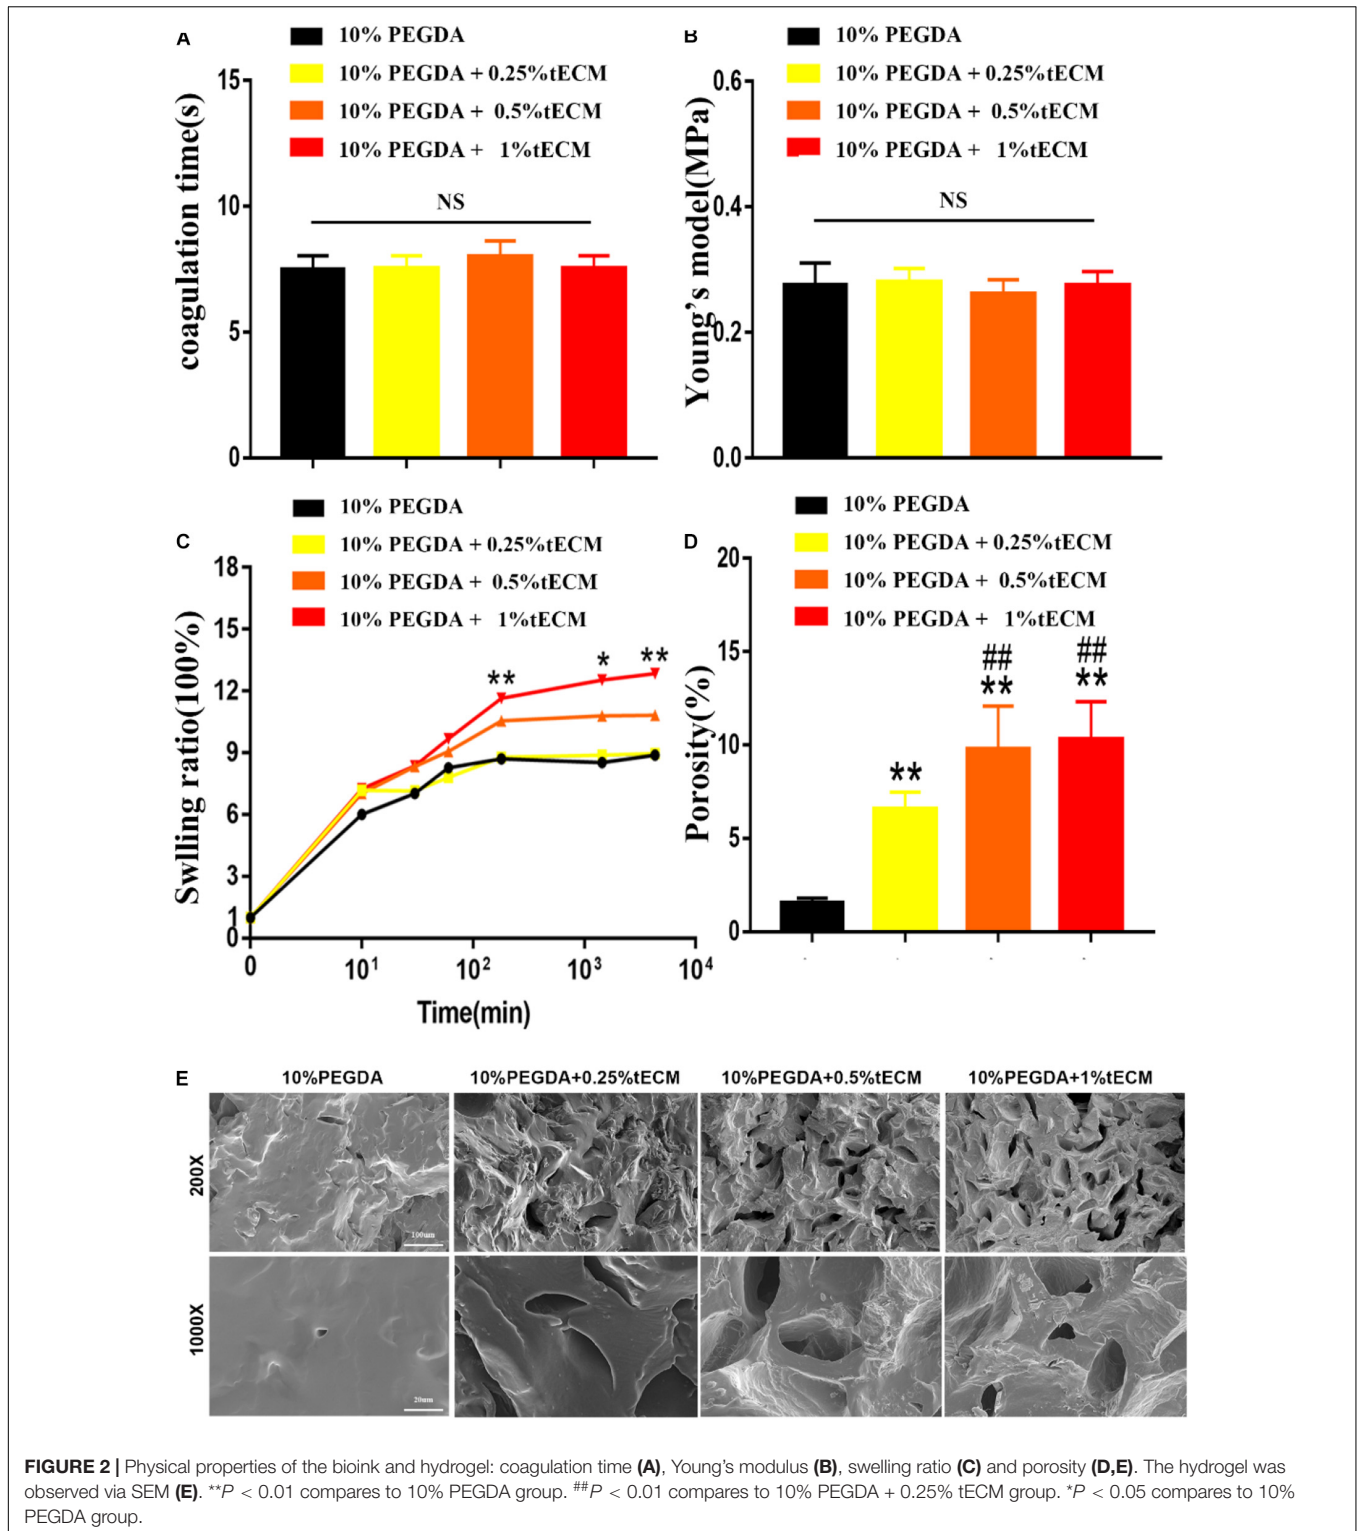 A
10% PEGDA
10% PEGDA + 0.25%tECM
10% PEGDA + 0.5%tECM
10% PEGDA + 1%tECM
coagulation time(s)
15
10
5
0
NS
B
10% PEGDA
10% PEGDA + 0.25%tECM
10% PEGDA + 0.5%tECM
10% PEGDA + 1%tECM
Young's model(MPa)
0.6
0.4
0.2
0.0
NS
C
10% PEGDA
10% PEGDA + 0.25%tECM
10% PEGDA + 0.5%tECM
10% PEGDA + 1%tECM
Swlling ratio(100%)
18
15
12
9
6
3
1
0
** * **
0 10¹ 10² 10³ 10⁴
Time(min)
D
10% PEGDA
10% PEGDA + 0.25%tECM
10% PEGDA + 0.5%tECM
10% PEGDA + 1%tECM
Porosity(%)
20
15
10
5
0
## ##
** ** **
E
10%PEGDA 10%PEGDA+0.25%tECM 10%PEGDA+0.5%tECM 10%PEGDA+1%tECM
200X
100um
1000X
20um
FIGURE 2 | Physical properties of the bioink and hydrogel: coagulation time (A), Young's modulus (B), swelling ratio (C) and porosity (D,E). The hydrogel was
observed via SEM (E). **P < 0.01 compares to 10% PEGDA group. ##P < 0.01 compares to 10% PEGDA + 0.25% tECM group. *P < 0.05 compares to 10%
PEGDA group.